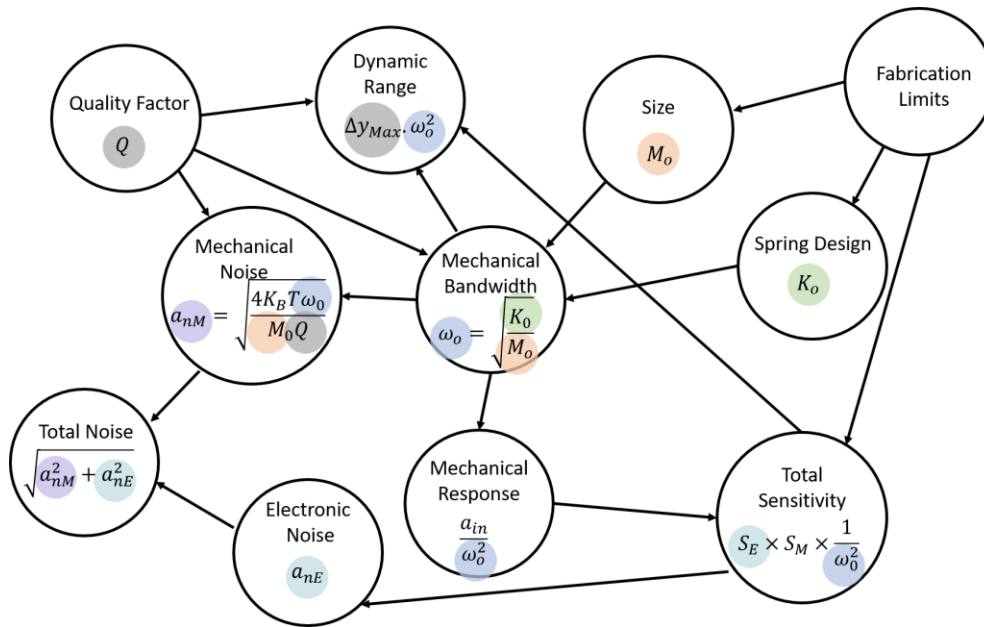 Quality Factor
Q
Dynamic
Range
Δy_Max . ω_o^2
Size
M_o
Fabrication
Limits
Mechanical
Noise
a_nM = √(4K_B Tω_0 / M_0 Q)
Mechanical
Bandwidth
ω_o = √(K_0 / M_o)
Spring Design
K_o
Total Noise
√(a_nM^2 + a_nE^2)
Electronic
Noise
a_nE
Mechanical
Response
a_in / ω_o^2
Total
Sensitivity
S_E × S_M × 1 / ω_0^2